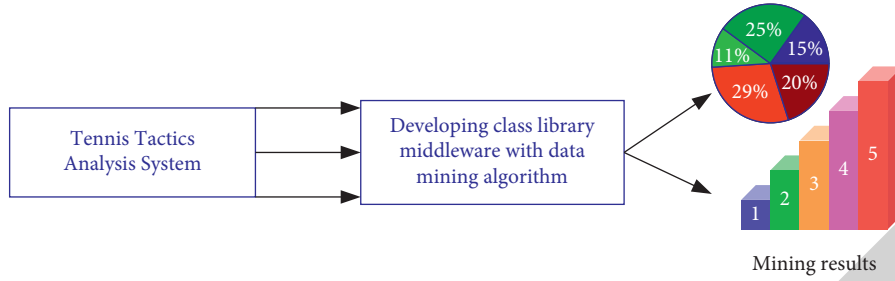 Tennis Tactics
Analysis System
Developing class library
middleware with data
mining algorithm
25%
15%
11%
29%
20%
1
2
3
4
5
Mining results